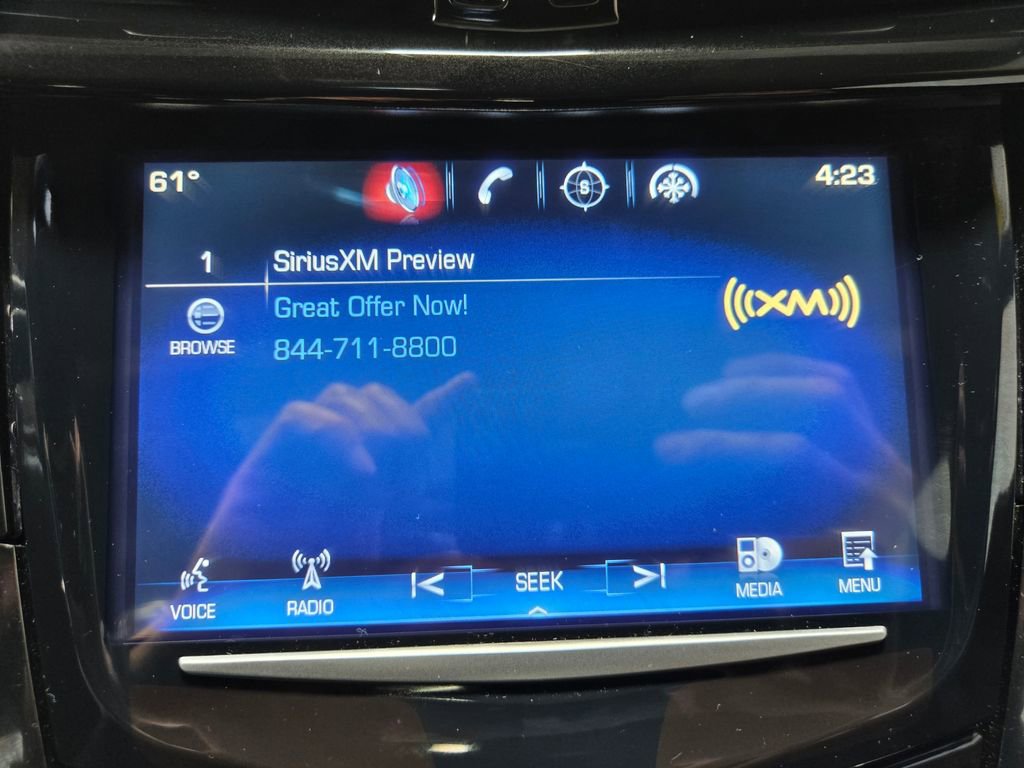 61°
4:23
1
SiriusXM Preview
Great Offer Now!
844-711-8800
BROWSE
((XM))
S
VOICE
RADIO
SEEK
MEDIA
MENU